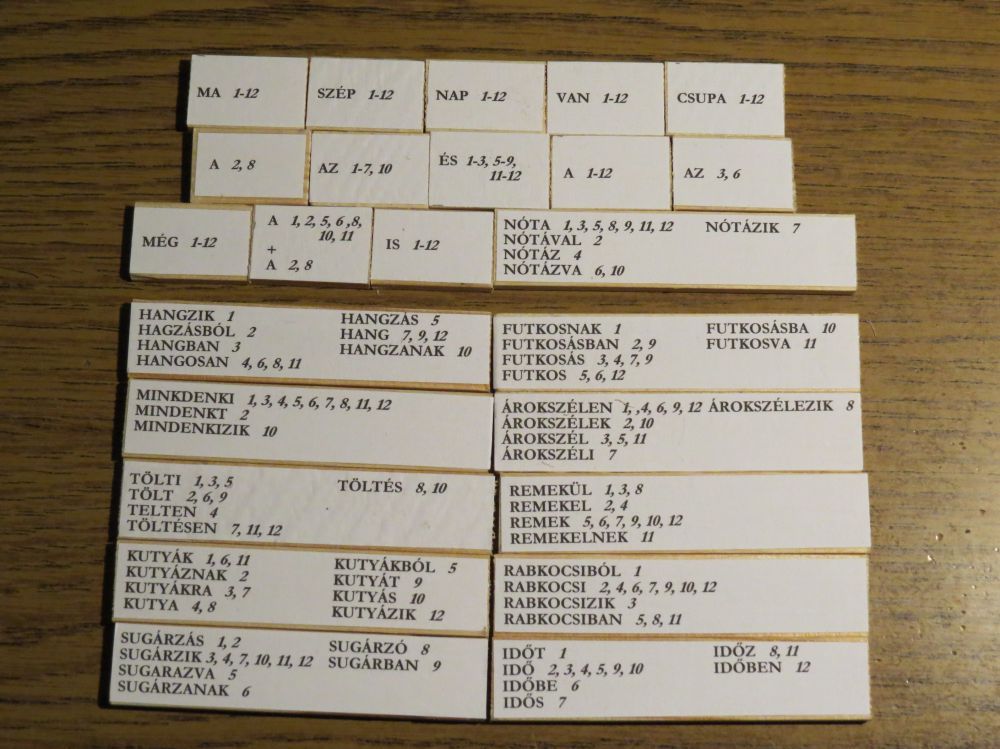 MA 1-12 SZÉP 1-12 NAP 1-12 VAN 1-12 CSUPA 1-12
A 2, 8
AZ 1-7, 10
ÉS 1-3, 5-9,
11-12
A 1-12
AZ 3, 6
MÉG 1-12
A 1, 2, 5, 6 ,8,
10, 11
+
A 2, 8
IS 1-12
NÓTA 1, 3, 5, 8, 9, 11, 12 NÓTÁZIK 7
NÓTÁVAL 2
NÓTÁZ 4
NÓTÁZVA 6, 10
HANGZIK 1 HANGZÁS 5
HAGZÁSBÓL 2 HANG 7, 9, 12
HANGBAN 3 HANGZANAK 10
HANGOSAN 4, 6, 8, 11
FUTKOSNAK 1 FUTKOSÁSBA 10
FUTKOSÁSBAN 2, 9 FUTKOSVA 11
FUTKOSÁS 3, 4, 7, 9
FUTKOS 5, 6, 12
MINKDENKI 1, 3, 4, 5, 6, 7, 8, 11, 12
MINDENKT 2
MINDENKIZIK 10
ÁROKSZÉLEN 1, ,4, 6, 9, 12 ÁROKSZÉLEZIK 8
ÁROKSZÉLEK 2, 10
ÁROKSZÉL 3, 5, 11
ÁROKSZÉLI 7
TÖLTI 1, 3, 5 TÖLTÉS 8, 10
TÖLT 2, 6, 9
TELTEN 4
TÖLTÉSEN 7, 11, 12
REMEKÜL 1, 3, 8
REMEKEL 2, 4
REMEK 5, 6, 7, 9, 10, 12
REMEKELNEK 11
KUTYÁK 1, 6, 11 KUTYÁKBÓL 5
KUTYÁZNAK 2 KUTYÁT 9
KUTYÁKRA 3, 7 KUTYÁS 10
KUTYA 4, 8 KUTYÁZIK 12
RABKOCSIBÓL 1
RABKOCSI 2, 4, 6, 7, 9, 10, 12
RABKOCSIZIK 3
RABKOCSIBAN 5, 8, 11
SUGÁRZÁS 1, 2 SUGÁRZÓ 8
SUGÁRZIK 3, 4, 7, 10, 11, 12 SUGÁRBAN 9
SUGARAZVA 5
SUGÁRZANAK 6
IDŐT 1 IDŐZ 8, 11
IDŐ 2, 3, 4, 5, 9, 10 IDŐBEN 12
IDŐBE 6
IDŐS 7